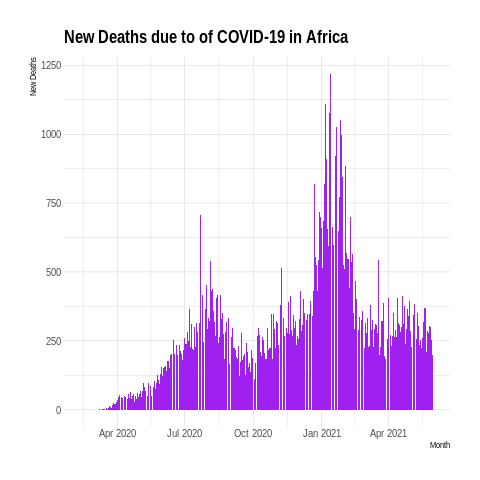 New Deaths due to of COVID-19 in Africa
New Deaths
1250
1000
750
500
250
0
Apr 2020 Jul 2020 Oct 2020 Jan 2021 Apr 2021
Month